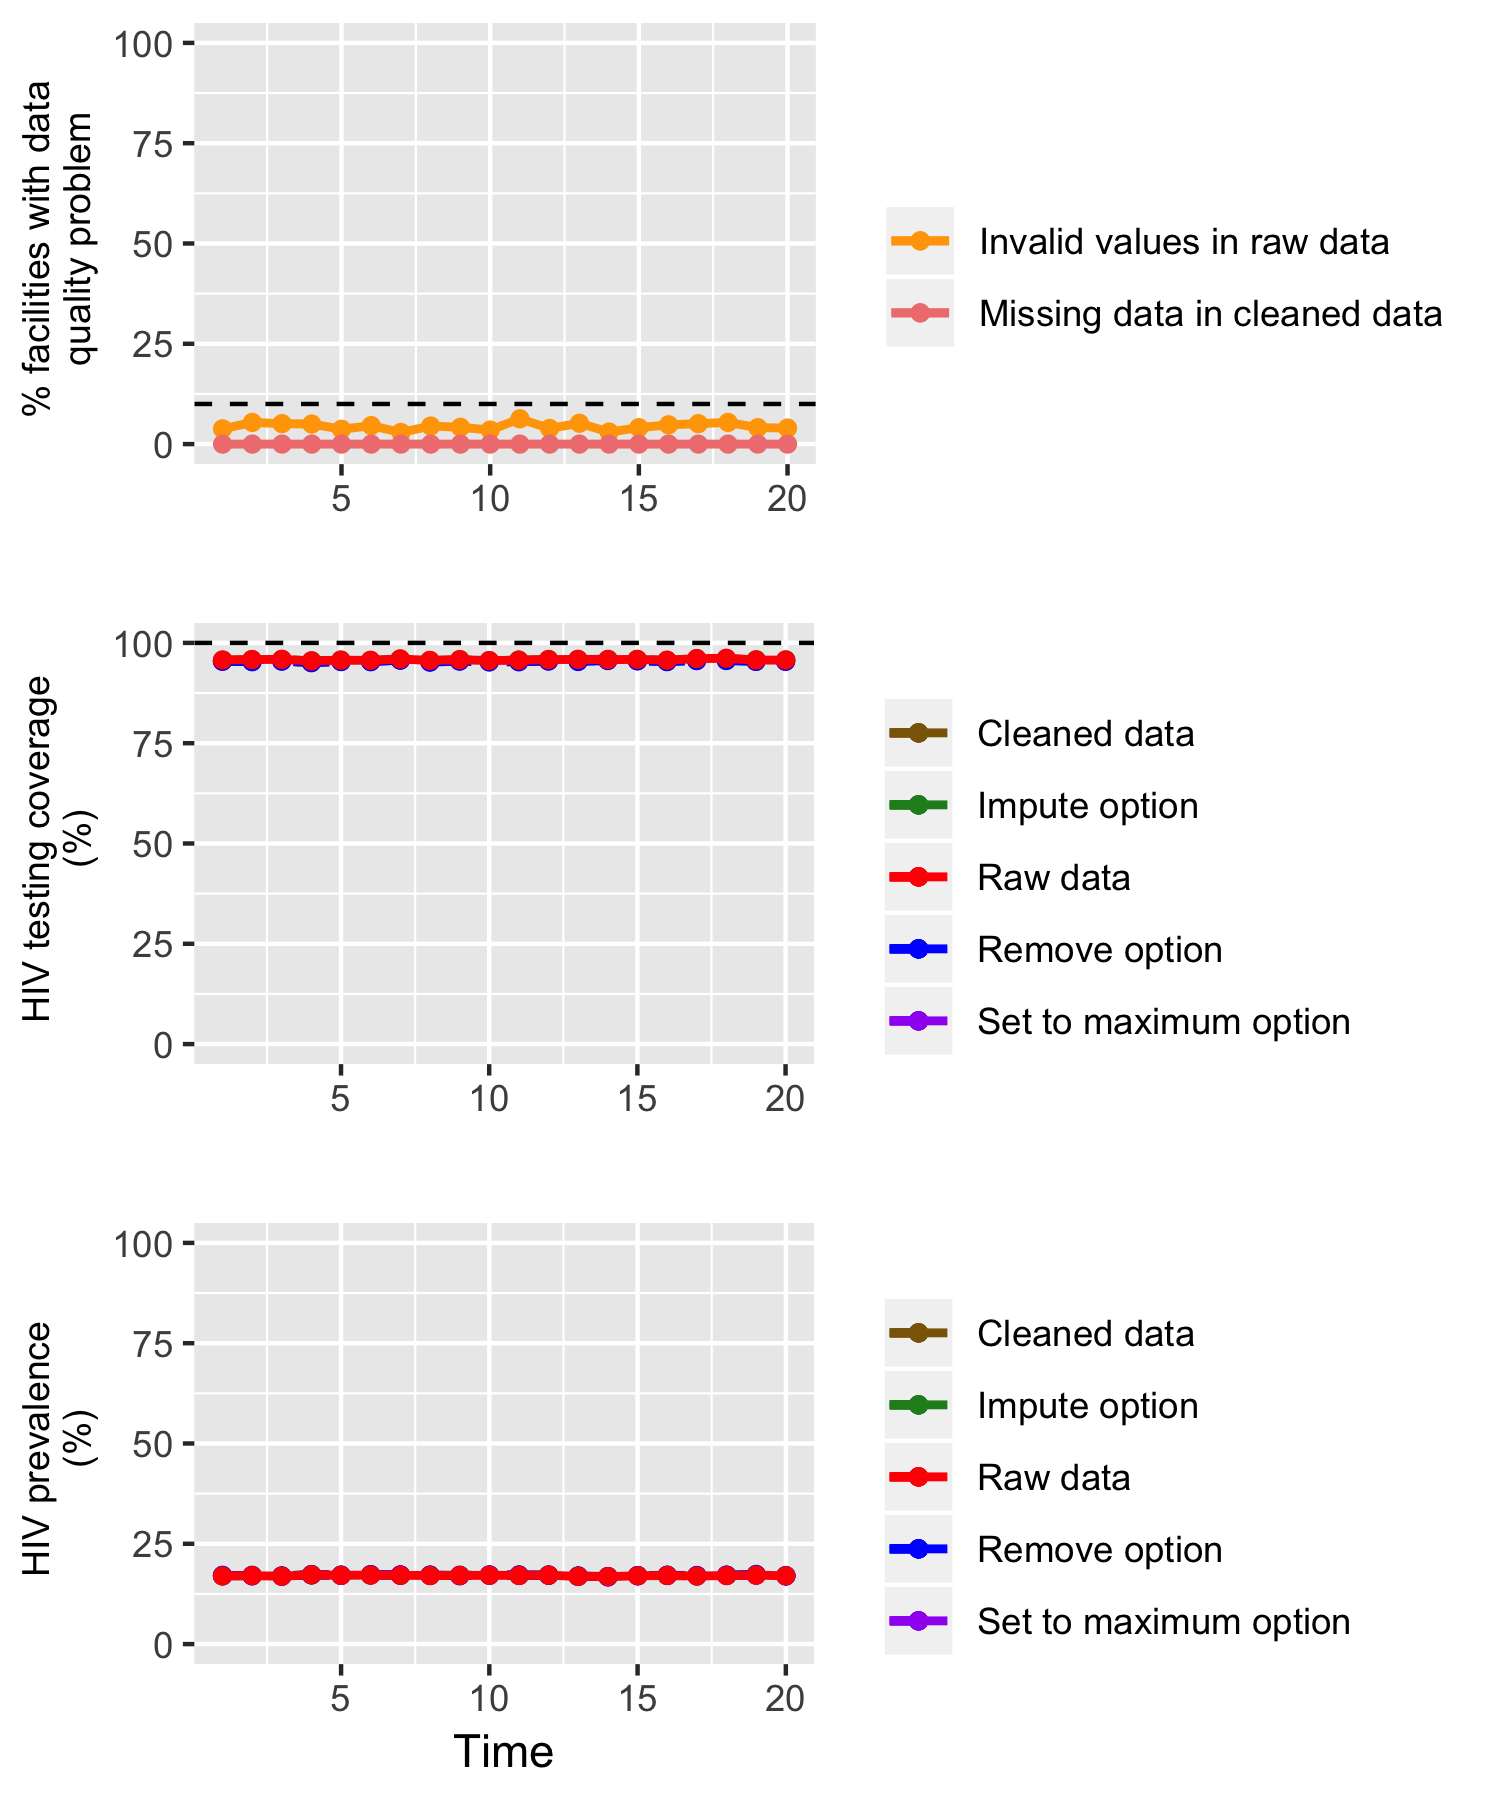 % facilities with data
quality problem
100
75
50
25
0
5 10 15 20
Invalid values in raw data
Missing data in cleaned data
HIV testing coverage
(%)
100
75
50
25
0
5 10 15 20
Cleaned data
Impute option
Raw data
Remove option
Set to maximum option
HIV prevalence
(%)
100
75
50
25
0
5 10 15 20
Time
Cleaned data
Impute option
Raw data
Remove option
Set to maximum option